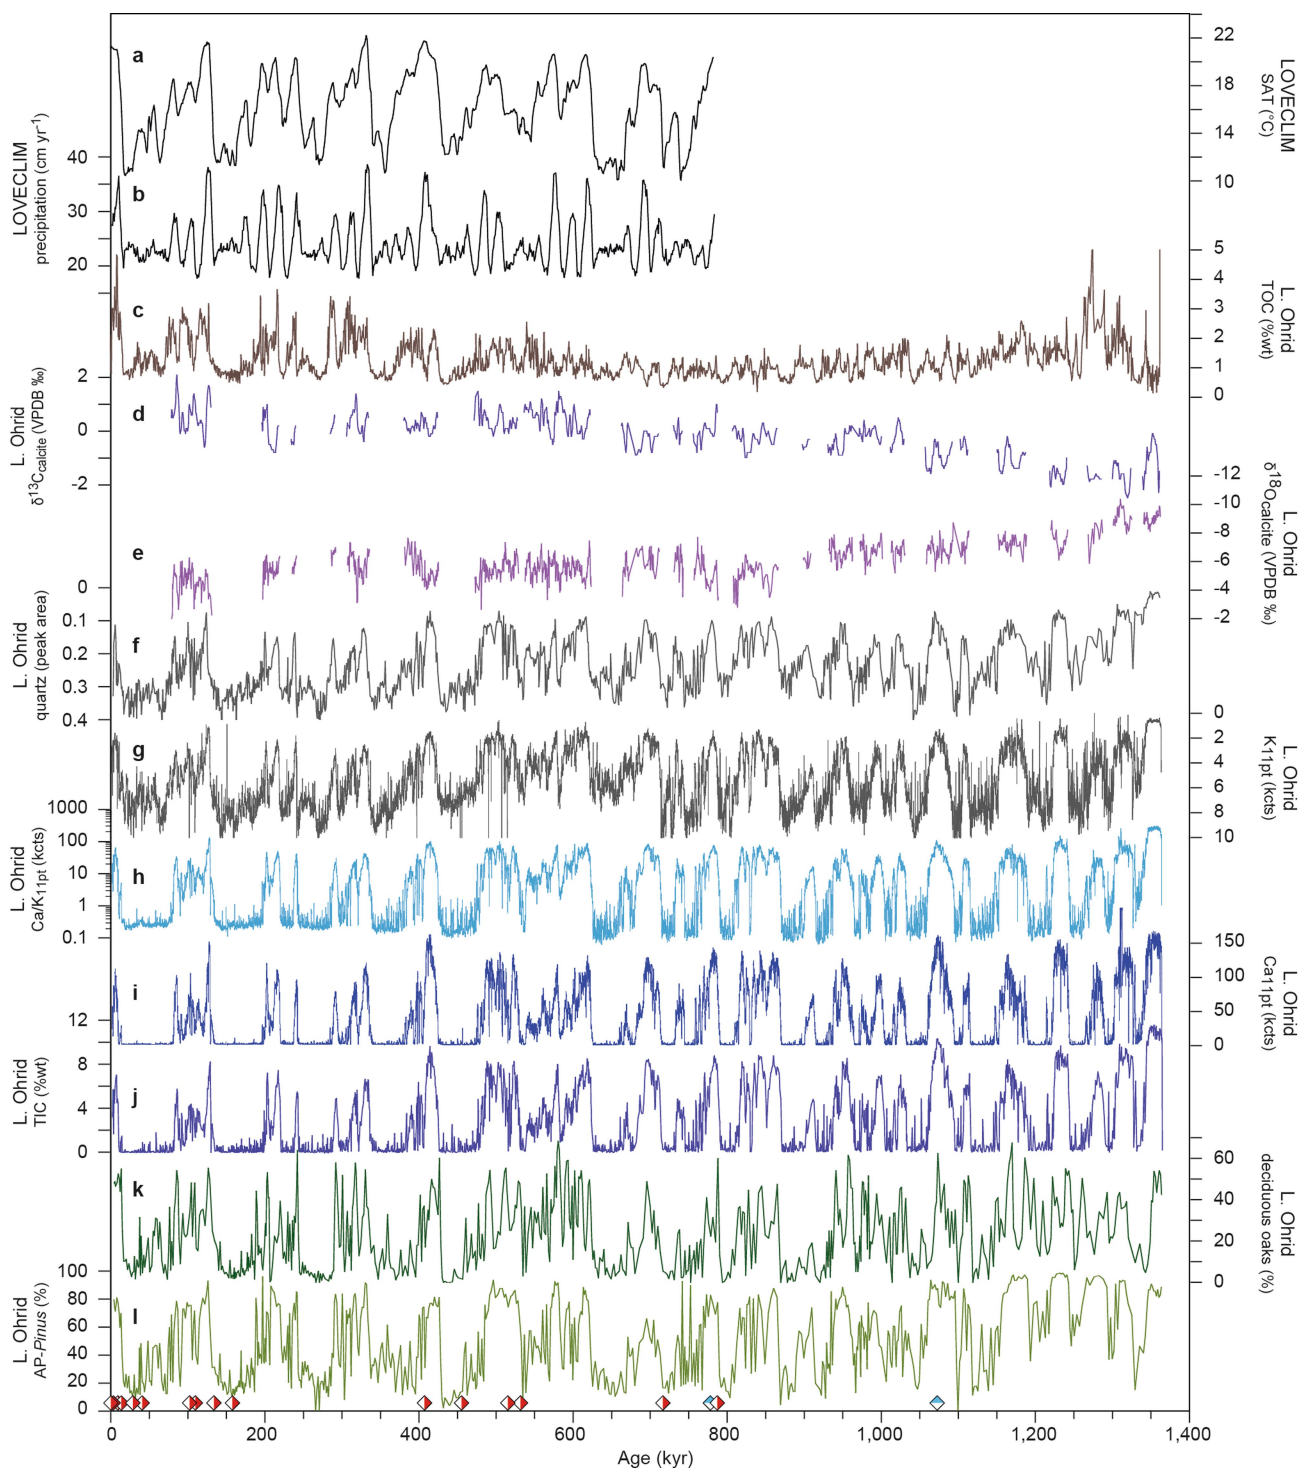 a
LOVECLIM
SAT (°C)
22
18
14
10
LOVECLIM
precipitation (cm yr⁻¹)
40
30
20
b
5
4
3
2
1
0
L. Ohrid
TOC (%wt)
c
2
0
-2
L. Ohrid
δ¹³Ccalcite (VPDB ‰)
d
-12
-10
-8
-6
-4
-2
L. Ohrid
δ¹⁸Ocalcite (VPDB ‰)
e
0
0.1
0.2
0.3
0.4
L. Ohrid
quartz (peak area)
f
0
2
4
6
8
10
L. Ohrid
K11pt (kcts)
g
1000
100
10
1
0.1
L. Ohrid
Ca/K11pt (kcts)
h
150
100
50
0
L. Ohrid
Ca11pt (kcts)
i
12
8
4
0
L. Ohrid
TIC (%wt)
j
60
40
20
0
L. Ohrid
deciduous oaks (%)
k
100
80
60
40
20
0
L. Ohrid
AP-Pinus (%)
l
0 200 400 600 800 1,000 1,200 1,400
Age (kyr)